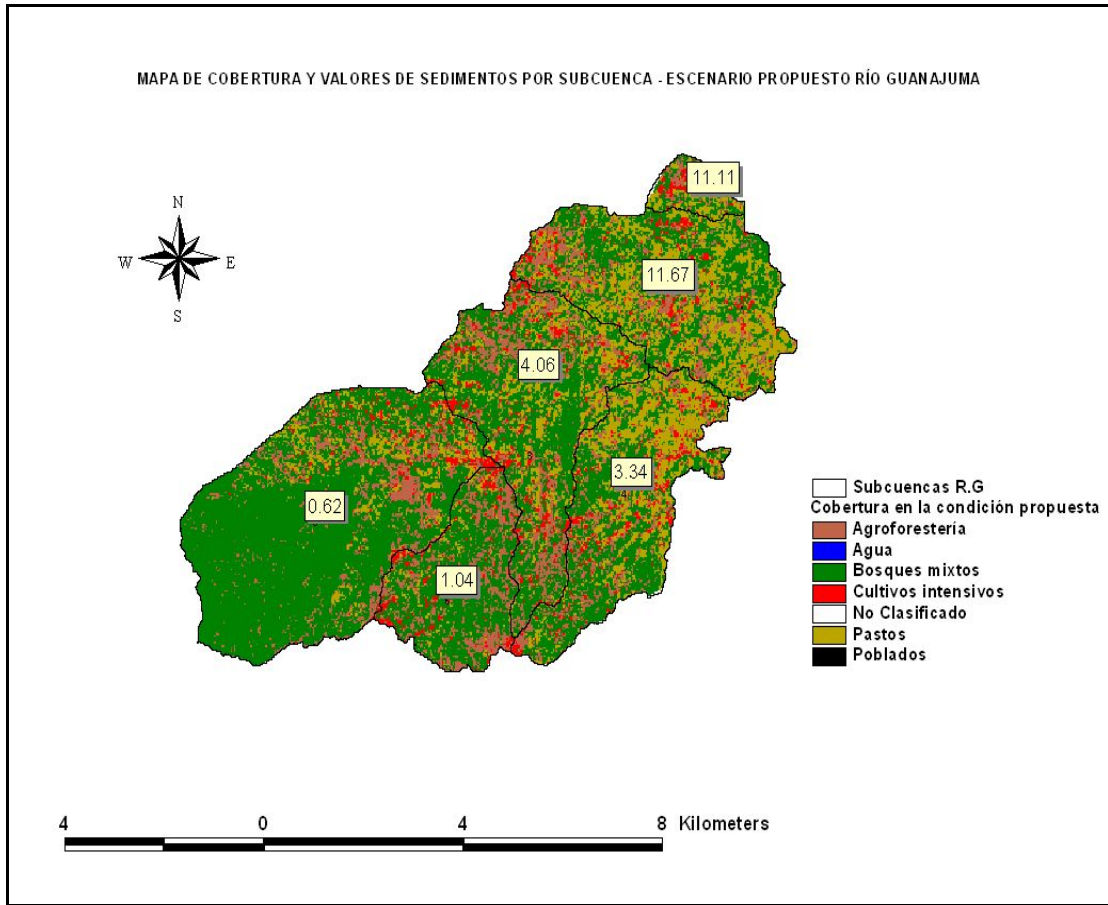 MAPA DE COBERTURA Y VALORES DE SEDIMENTOS POR SUBCUENCA - ESCENARIO PROPUESTO RÍO GUANAJUMA
11.11
N
W E
S
11.67
4.06
3.34
0.62
1.04
Subcuencas R.G
Cobertura en la condición propuesta
Agroforestería
Agua
Bosques mixtos
Cultivos intensivos
No Clasificado
Pastos
Poblados
4 0 4 8 Kilometers